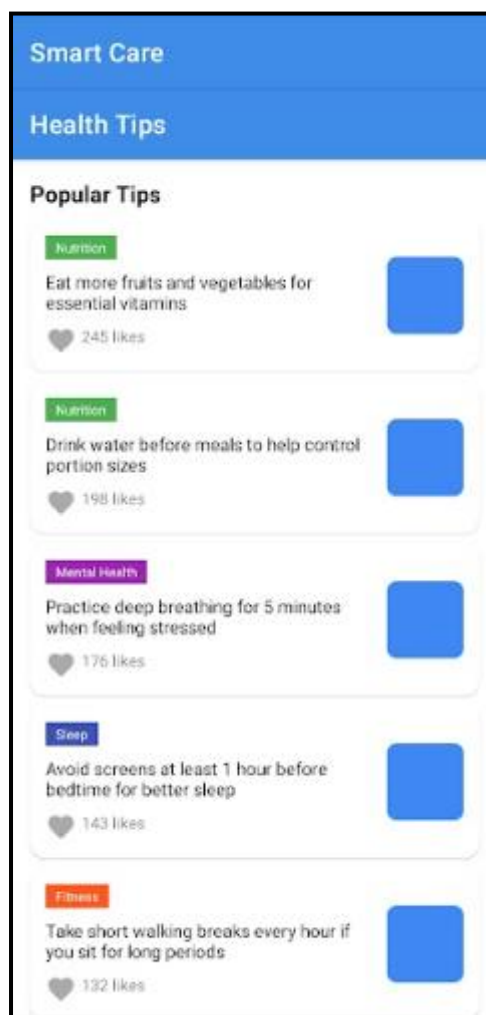 Smart Care
Health Tips
Popular Tips
Nutrition
Eat more fruits and vegetables for
essential vitamins
245 likes
Nutrition
Drink water before meals to help control
portion sizes
198 likes
Mental Health
Practice deep breathing for 5 minutes
when feeling stressed
176 likes
Sleep
Avoid screens at least 1 hour before
bedtime for better sleep
143 likes
Fitness
Take short walking breaks every hour if
you sit for long periods
132 likes